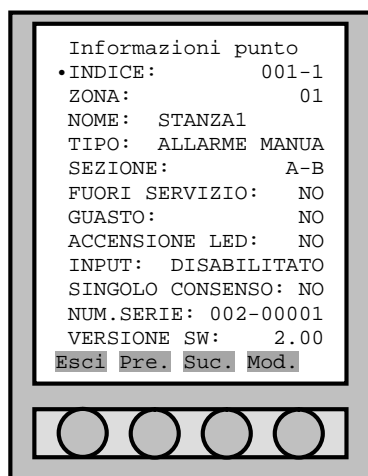 Informazioni punto
•INDICE: 001-1
ZONA: 01
NOME: STANZA1
TIPO: ALLARME MANUA
SEZIONE: A-B
FUORI SERVIZIO: NO
GUASTO: NO
ACCENSIONE LED: NO
INPUT: DISABILITATO
SINGOLO CONSENSO: NO
NUM.SERIE: 002-00001
VERSIONE SW: 2.00
Esci Pre. Suc. Mod.